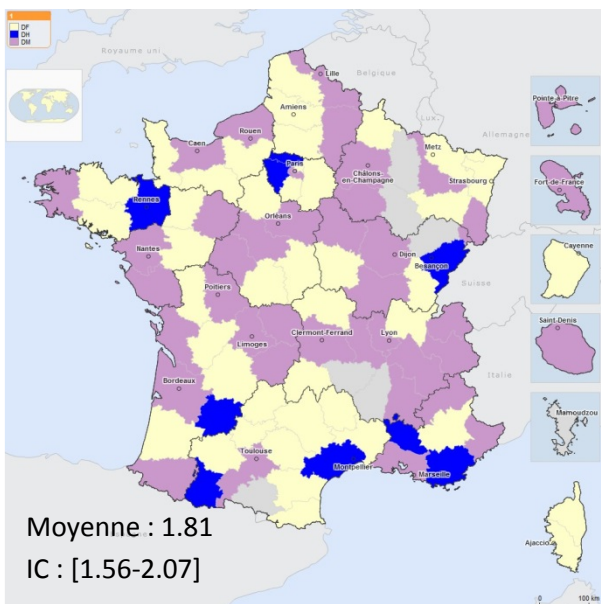 1
DF
DH
DM
Royaume uni
Belgique
Lille
Lux.
Allemagne
Amiens
Rouen
Caen
Metz
Paris
Châlons
en-Champagne
Strasbourg
Rennes
Orléans
Nantes
Dijon
Besançon
Suisse
Poitiers
Clermont-Ferrand
Lyon
Limoges
Italie
Bordeaux
Toulouse
Montpellier
Marseille
Pointe-à-Pitre
Fort-de-France
Cayenne
Saint-Denis
Mamoudzou
Ajaccio
Moyenne : 1.81
IC : [1.56-2.07]
0 100 km